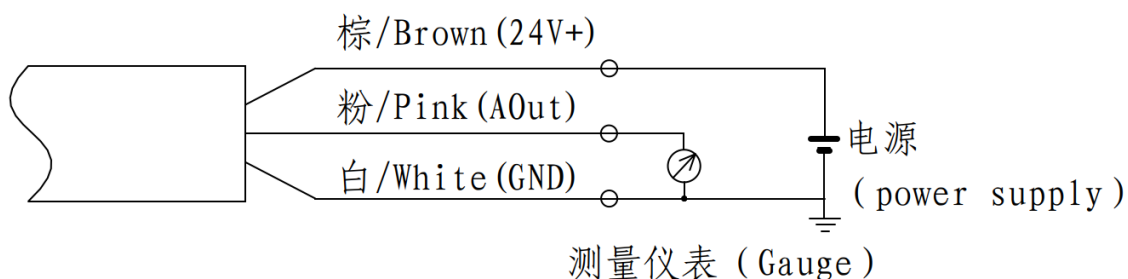 棕/Brown(24V+)
粉/Pink(AOut)
白/White(GND)
电源
(power supply)
测量仪表(Gauge)